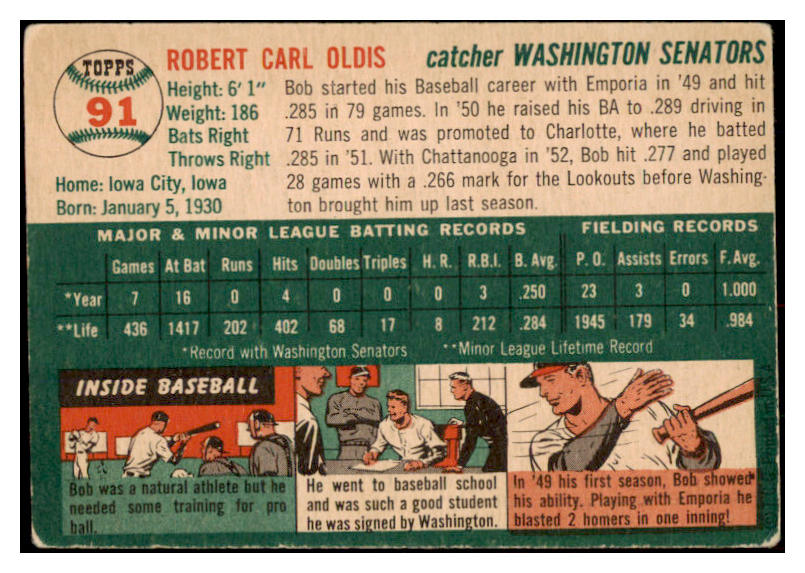 TOPPS
91
ROBERT CARL OLDIS catcher WASHINGTON SENATORS
Height: 6' 1"
Weight: 186
Bats Right
Throws Right
Home: Iowa City, Iowa
Born: January 5, 1930
Bob started his Baseball career with Emporia in '49 and hit
.285 in 79 games. In '50 he raised his BA to .289 driving in
71 Runs and was promoted to Charlotte, where he batted
.285 in '51. With Chattanooga in '52, Bob hit .277 and played
28 games with a .266 mark for the Lookouts before Washing-
ton brought him up last season.
MAJOR & MINOR LEAGUE BATTING RECORDS FIELDING RECORDS
Games At Bat Runs Hits Doubles Triples H. R. R.B.I. B. Avg. P. O. Assists Errors F. Avg.
*Year 7 16 0 4 0 0 0 3 .250 23 3 0 1.000
**Life 436 1417 202 402 68 17 8 212 .284 1945 179 34 .984
*Record with Washington Senators **Minor League Lifetime Record
INSIDE BASEBALL
Bob was a natural athlete but he
needed some training for pro
ball.
He went to baseball school
and was such a good student
he was signed by Washington.
In '49 his first season, Bob showed
his ability. Playing with Emporia he
blasted 2 homers in one inning!